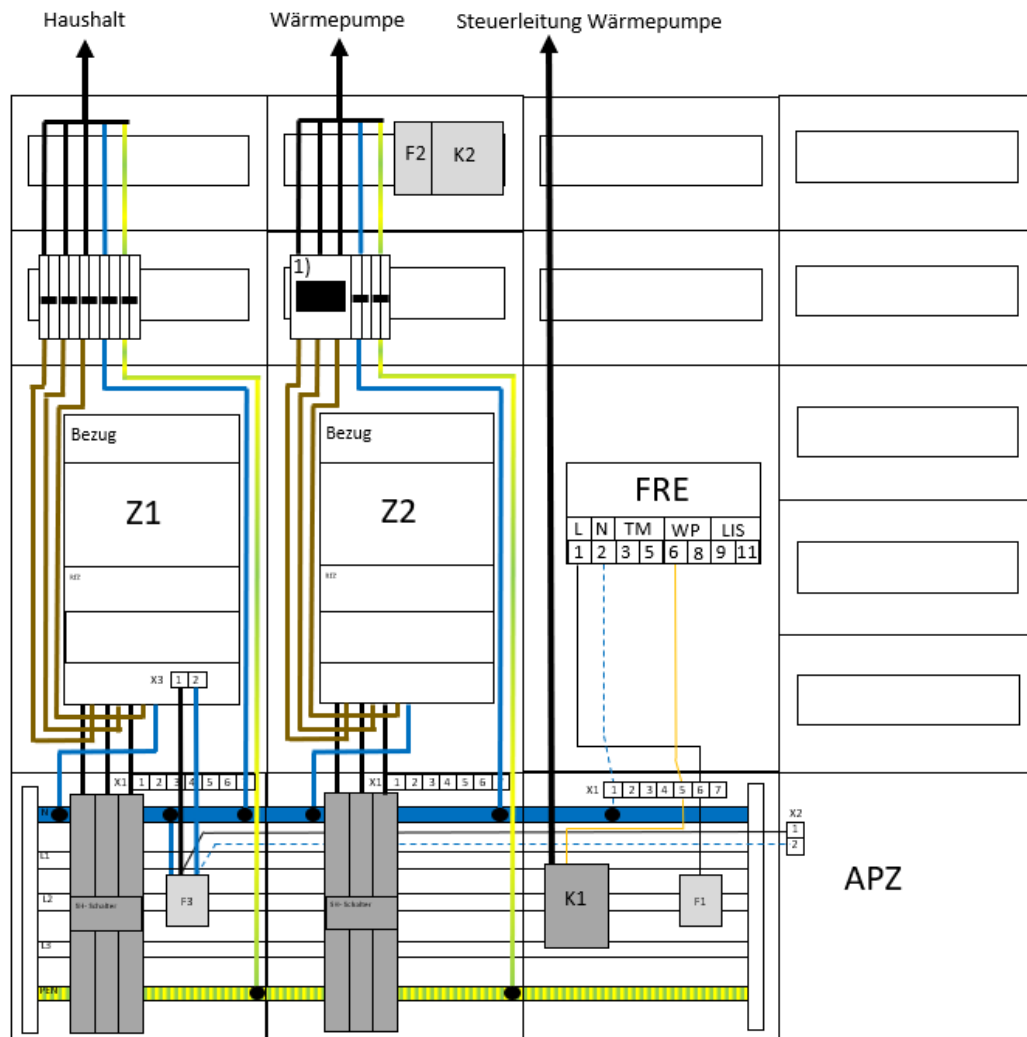 Haushalt
Wärmepumpe
Steuerleitung Wärmepumpe
F2
K2
1)
Bezug
Bezug
Z1
Z2
FRE
L N TM WP LIS
1 2 3 5 6 8 9 11
X3 1 2
X1 1 2 3 4 5 6
X1 1 2 3 4 5 6
X1 1 2 3 4 5 6 7
N
X2
1
2
L1
L2
L3
SH- Schalter
F3
SH- Schalter
K1
F1
APZ
PEN